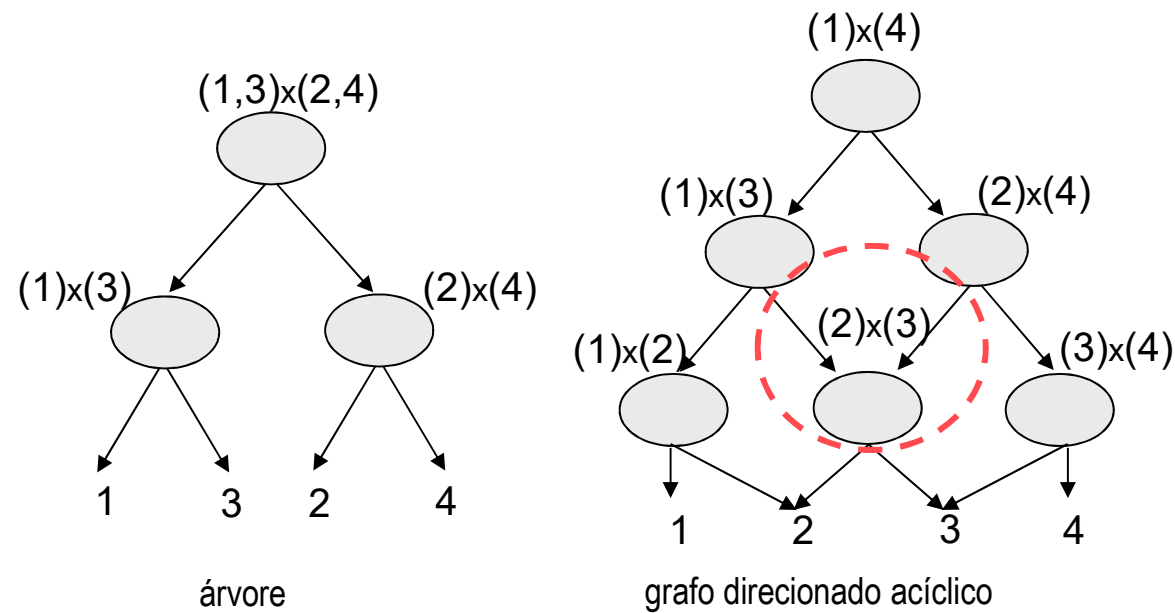 (1,3)x(2,4)
(1)x(3)
(2)x(4)
1 3 2 4
árvore
(1)x(4)
(1)x(3)
(2)x(4)
(1)x(2)
(2)x(3)
(3)x(4)
1 2 3 4
grafo direcionado acíclico